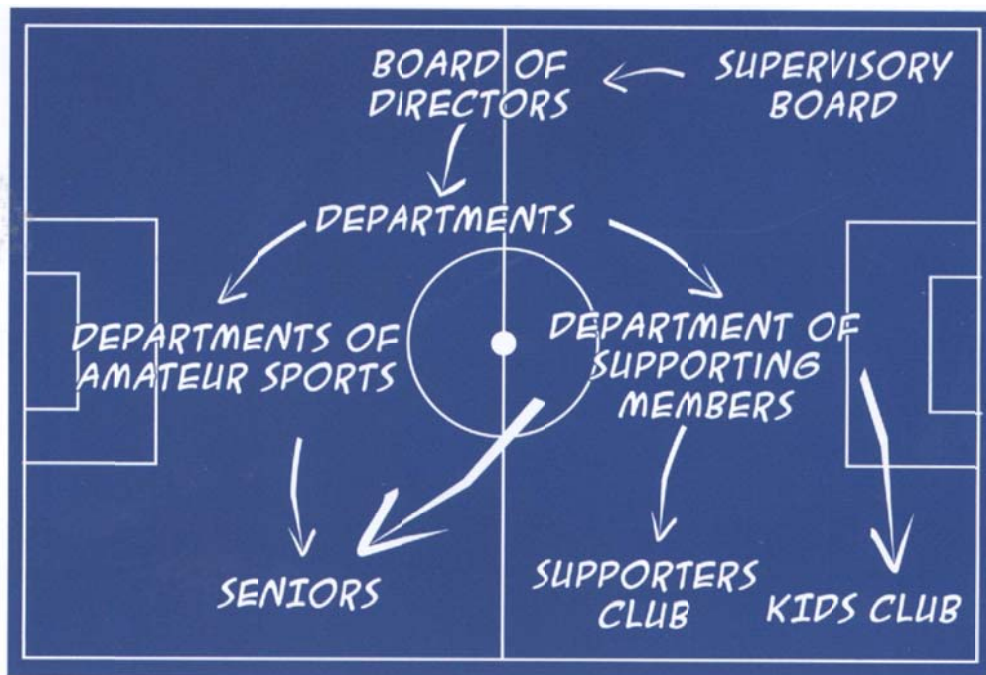 BOARD OF
DIRECTORS
SUPERVISORY
BOARD
DEPARTMENTS
DEPARTMENTS OF
AMATEUR SPORTS
DEPARTMENT OF
SUPPORTING
MEMBERS
SENIORS
SUPPORTERS
CLUB
KIDS CLUB